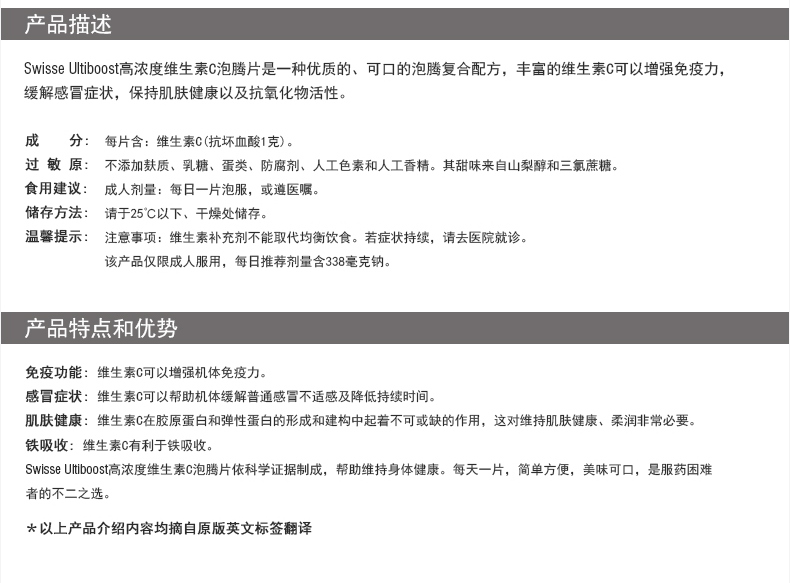 产品描述
Swisse Ultiboost高浓度维生素C泡腾片是一种优质的、可口的泡腾复合配方，丰富的维生素C可以增强免疫力，
缓解感冒症状，保持肌肤健康以及抗氧化物活性。
成 分： 每片含：维生素C（抗坏血酸1克）。
过 敏 原： 不添加麸质、乳糖、蛋类、防腐剂、人工色素和人工香精。其甜味来自山梨醇和三氯蔗糖。
食用建议： 成人剂量：每日一片泡服，或遵医嘱。
储存方法： 请于25℃以下、干燥处储存。
温馨提示： 注意事项：维生素补充剂不能取代均衡饮食。若症状持续，请去医院就诊。
该产品仅限成人服用，每日推荐剂量含338毫克钠。
产品特点和优势
免疫功能：维生素C可以增强机体免疫力。
感冒症状：维生素C可以帮助机体缓解普通感冒不适感及降低持续时间。
肌肤健康：维生素C在胶原蛋白和弹性蛋白的形成和建构中起着不可或缺的作用，这对维持肌肤健康、柔润非常必要。
铁吸收：维生素C有利于铁吸收。
Swisse Ultiboost高浓度维生素C泡腾片依科学证据制成，帮助维持身体健康。每天一片，简单方便，美味可口，是服药困难
者的不二之选。
＊以上产品介绍内容均摘自原版英文标签翻译